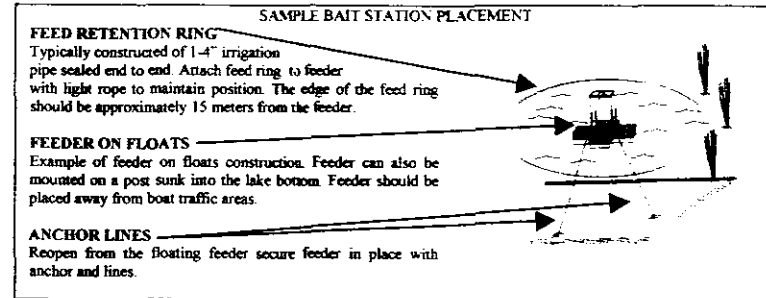 SAMPLE BAIT STATION PLACEMENT
FEED RETENTION RING
Typically constructed of 1-4" irrigation
pipe sealed end to end. Attach feed ring to feeder
with light rope to maintain position. The edge of the feed ring
should be approximately 15 meters from the feeder.
FEEDER ON FLOATS
Example of feeder on floats construction. Feeder can also be
mounted on a post sunk into the lake bottom. Feeder should be
placed away from boat traffic areas.
ANCHOR LINES
Reopen from the floating feeder secure feeder in place with
anchor and lines.